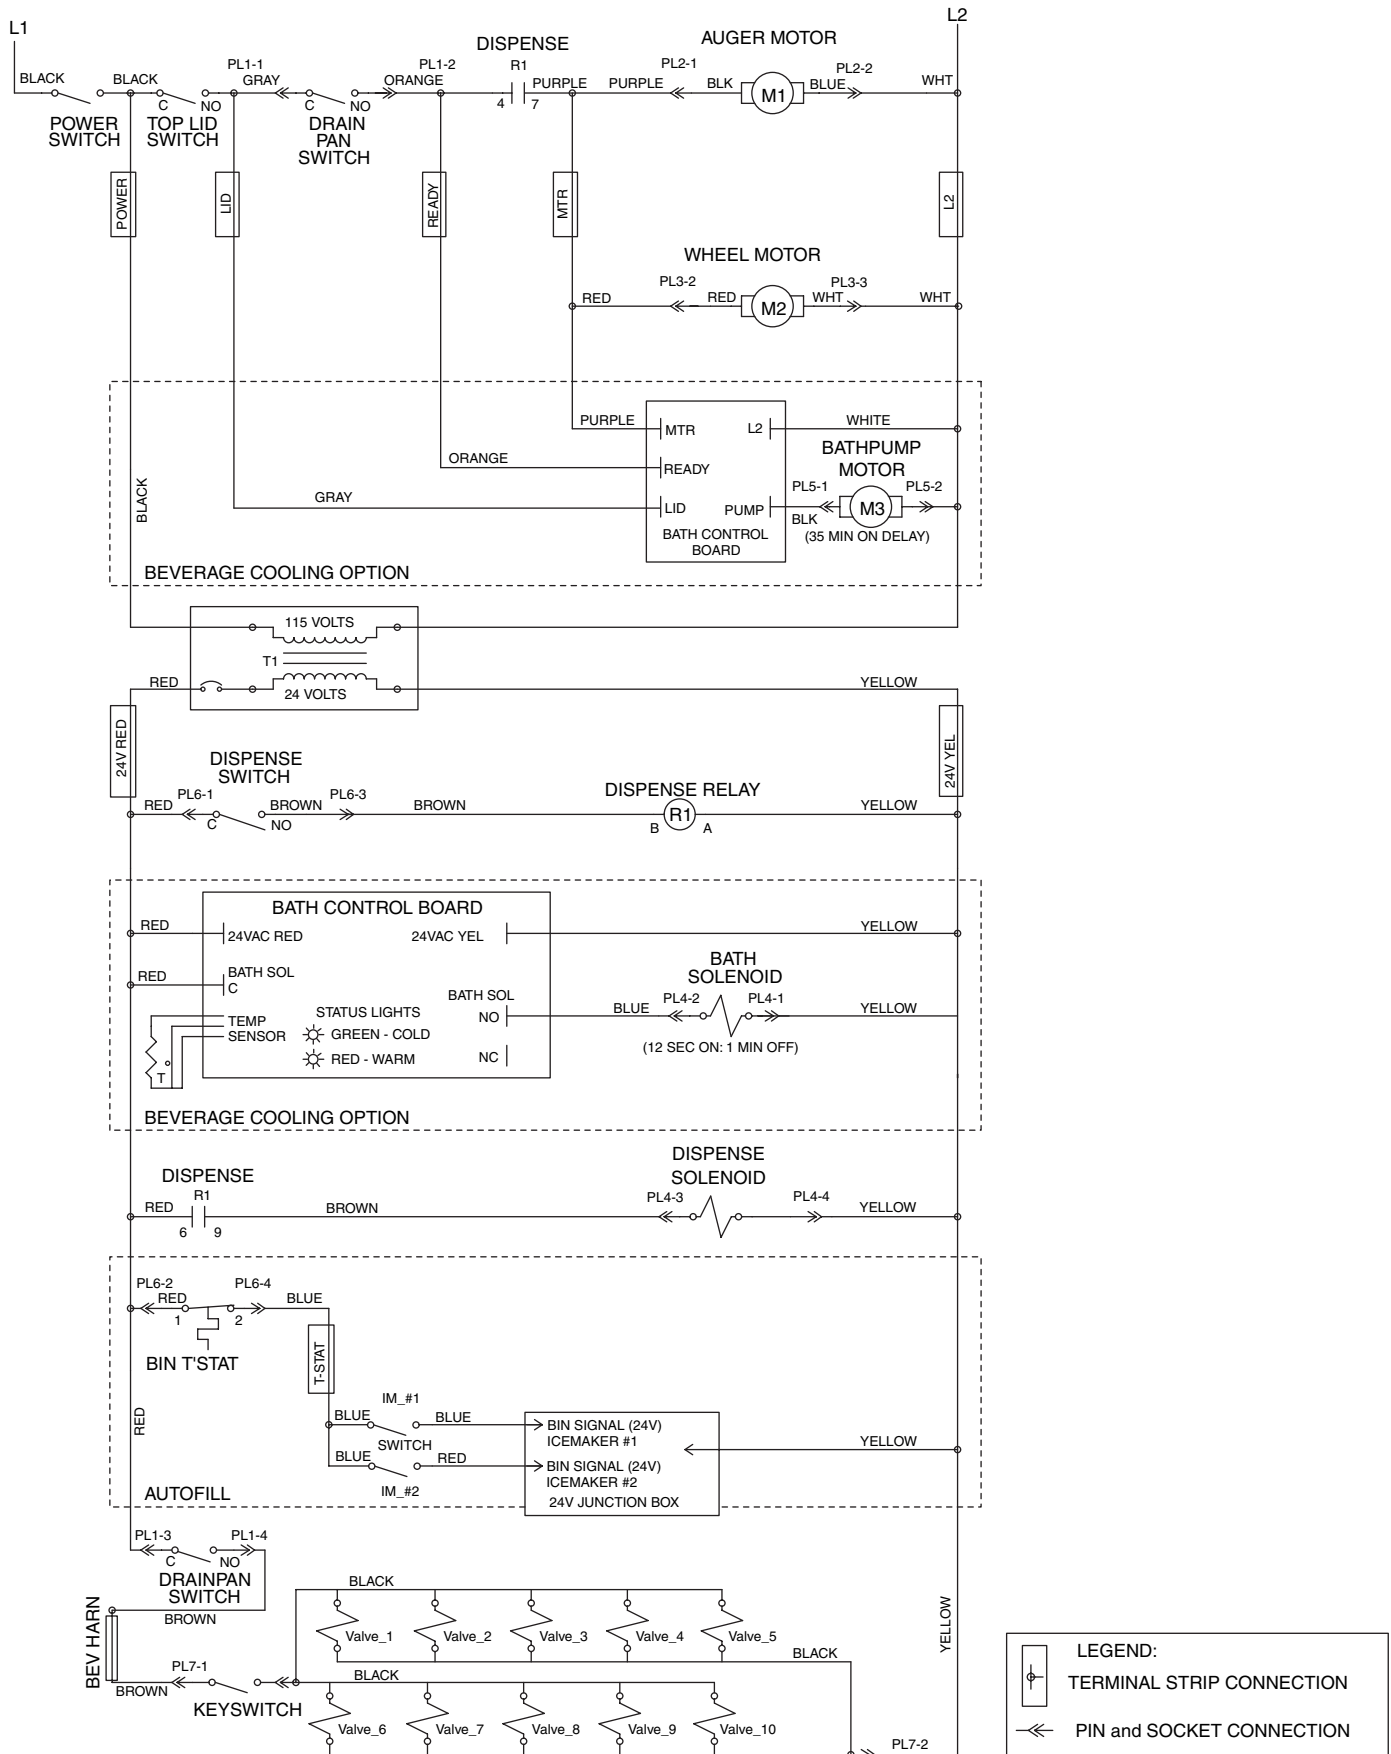 L1
L2
BLACK
BLACK
PL1-1
GRAY
PL1-2
ORANGE
DISPENSE
R1
PURPLE
PURPLE
PL2-1
BLK
AUGER MOTOR
M1
BLUE
PL2-2
WHT
C
NO
C
NO
4
7
POWER
SWITCH
TOP LID
SWITCH
DRAIN
PAN
SWITCH
POWER
LID
READY
MTR
L2
WHEEL MOTOR
RED
PL3-2
RED
M2
WHT
PL3-3
WHT
PURPLE
MTR
L2
WHITE
BATHPUMP
MOTOR
ORANGE
READY
GRAY
LID
PUMP
PL5-1
BLK
M3
PL5-2
(35 MIN ON DELAY)
BATH CONTROL
BOARD
BLACK
BEVERAGE COOLING OPTION
115 VOLTS
T1
24 VOLTS
RED
YELLOW
24V RED
24V YEL
DISPENSE
SWITCH
RED
PL6-1
C
NO
BROWN
PL6-3
BROWN
DISPENSE RELAY
B
R1
A
YELLOW
BATH CONTROL BOARD
RED
24VAC RED
24VAC YEL
YELLOW
RED
BATH SOL
C
BATH SOL
NO
BLUE
BATH
SOLENOID
PL4-2
PL4-1
YELLOW
(12 SEC ON: 1 MIN OFF)
TEMP
SENSOR
T
STATUS LIGHTS
GREEN - COLD
RED - WARM
NC
BEVERAGE COOLING OPTION
DISPENSE
R1
RED
6
9
BROWN
DISPENSE
SOLENOID
PL4-3
PL4-4
YELLOW
PL6-2
RED
1
2
PL6-4
BLUE
BIN T'STAT
T-STAT
RED
IM_#1
BLUE
BLUE
SWITCH
BLUE
RED
IM_#2
BIN SIGNAL (24V)
ICEMAKER #1
BIN SIGNAL (24V)
ICEMAKER #2
24V JUNCTION BOX
YELLOW
AUTOFILL
PL1-3
C
NO
PL1-4
DRAINPAN
SWITCH
BROWN
BEV HARN
BROWN
PL7-1
KEYSWITCH
BLACK
Valve_1
Valve_2
Valve_3
Valve_4
Valve_5
BLACK
BLACK
Valve_6
Valve_7
Valve_8
Valve_9
Valve_10
PL7-2
YELLOW
LEGEND:
TERMINAL STRIP CONNECTION
PIN and SOCKET CONNECTION